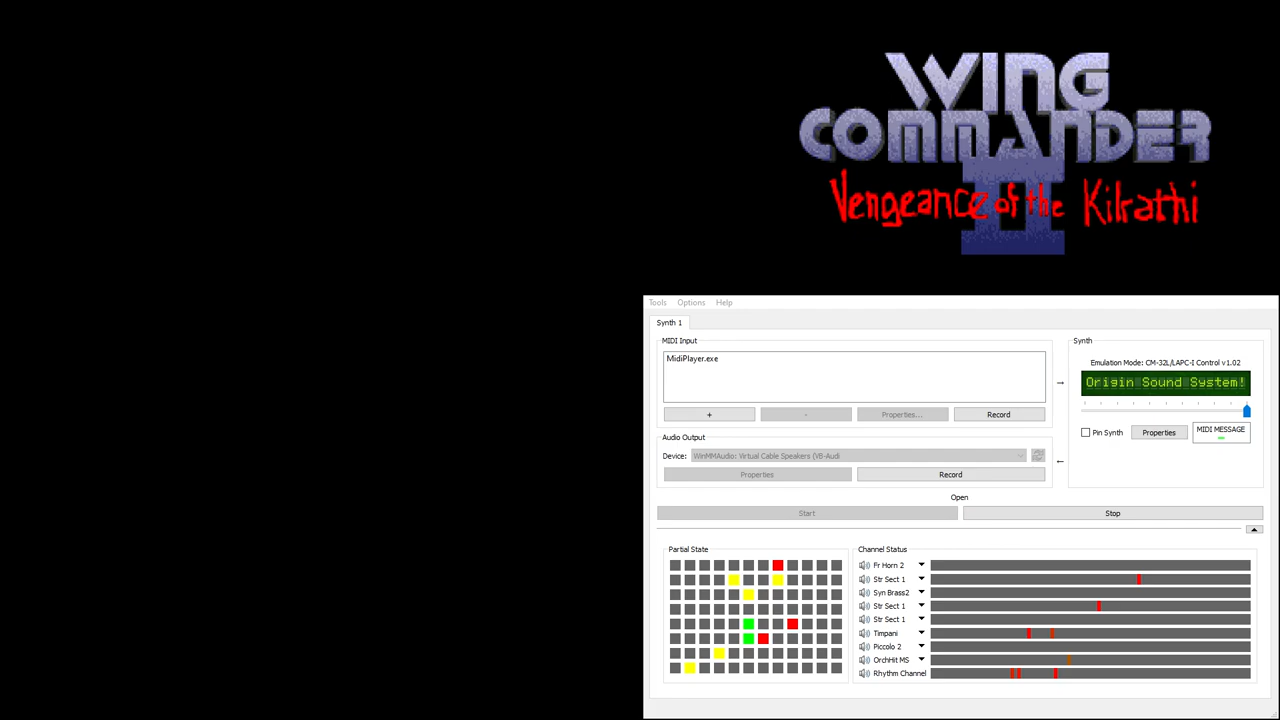 WING
COMMANDER
II
Vengeance of the Kilrathi
Tools Options Help
Synth 1
MIDI Input
MidiPlayer.exe
+ - Properties... Record
Audio Output
Device: WinMMAudio: Virtual Cable Speakers (VB-Audi
Properties Record
Synth
Emulation Mode: CM-32L/LAPC-I Control v1.02
Origin Sound System!
Pin Synth Properties MIDI MESSAGE
Open
Start Stop
Partial State
Channel Status
Fr Horn 2
Str Sect 1
Syn Brass2
Str Sect 1
Str Sect 1
Timpani
Piccolo 2
OrchHit MS
Rhythm Channel